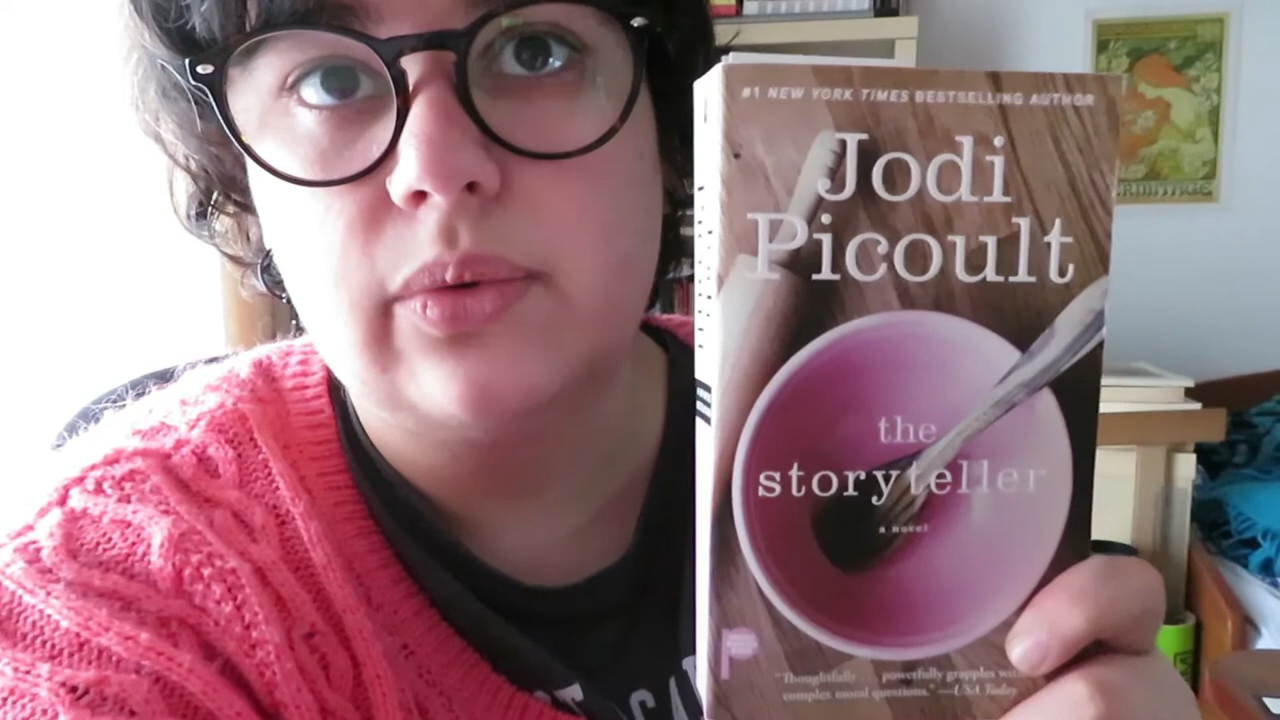 #1 NEW YORK TIMES BESTSELLING AUTHOR
Jodi
Picoult
the
storyteller
a novel
"Thoughtfully . . . powerfully grapples with
complex moral questions." —USA Today